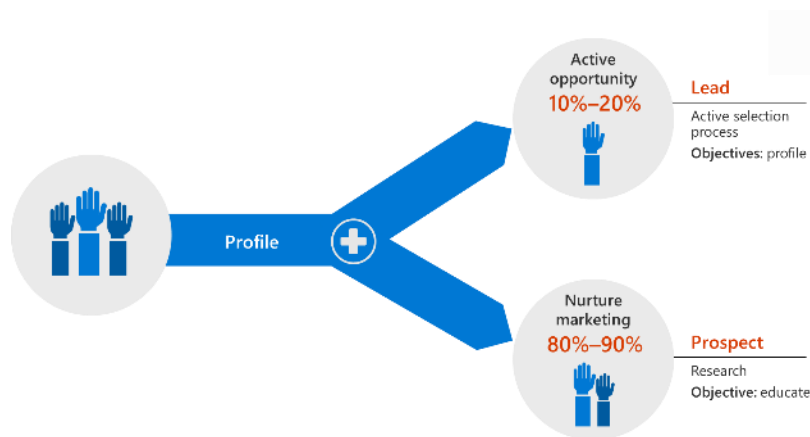 Profile
Active
opportunity
10%–20%
Lead
Active selection
process
Objectives: profile
Nurture
marketing
80%–90%
Prospect
Research
Objective: educate